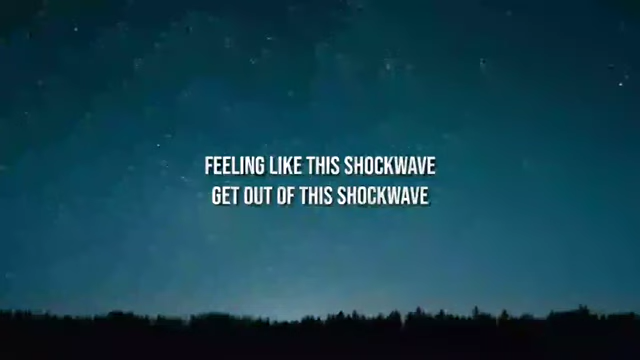 FEELING LIKE THIS SHOCKWAVE
GET OUT OF THIS SHOCKWAVE